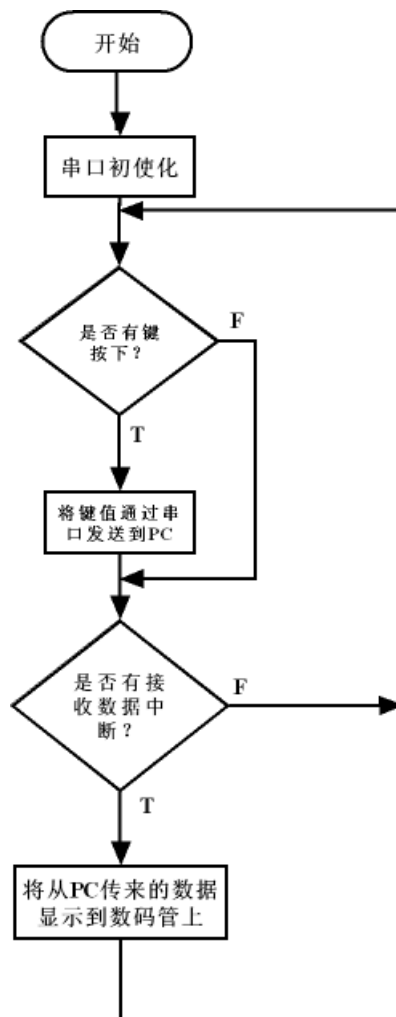 开始
串口初使化
是否有键
按下?
F
T
将键值通过串
口发送到PC
是否有接
收数据中
断?
F
T
将从PC传来的数据
显示到数码管上